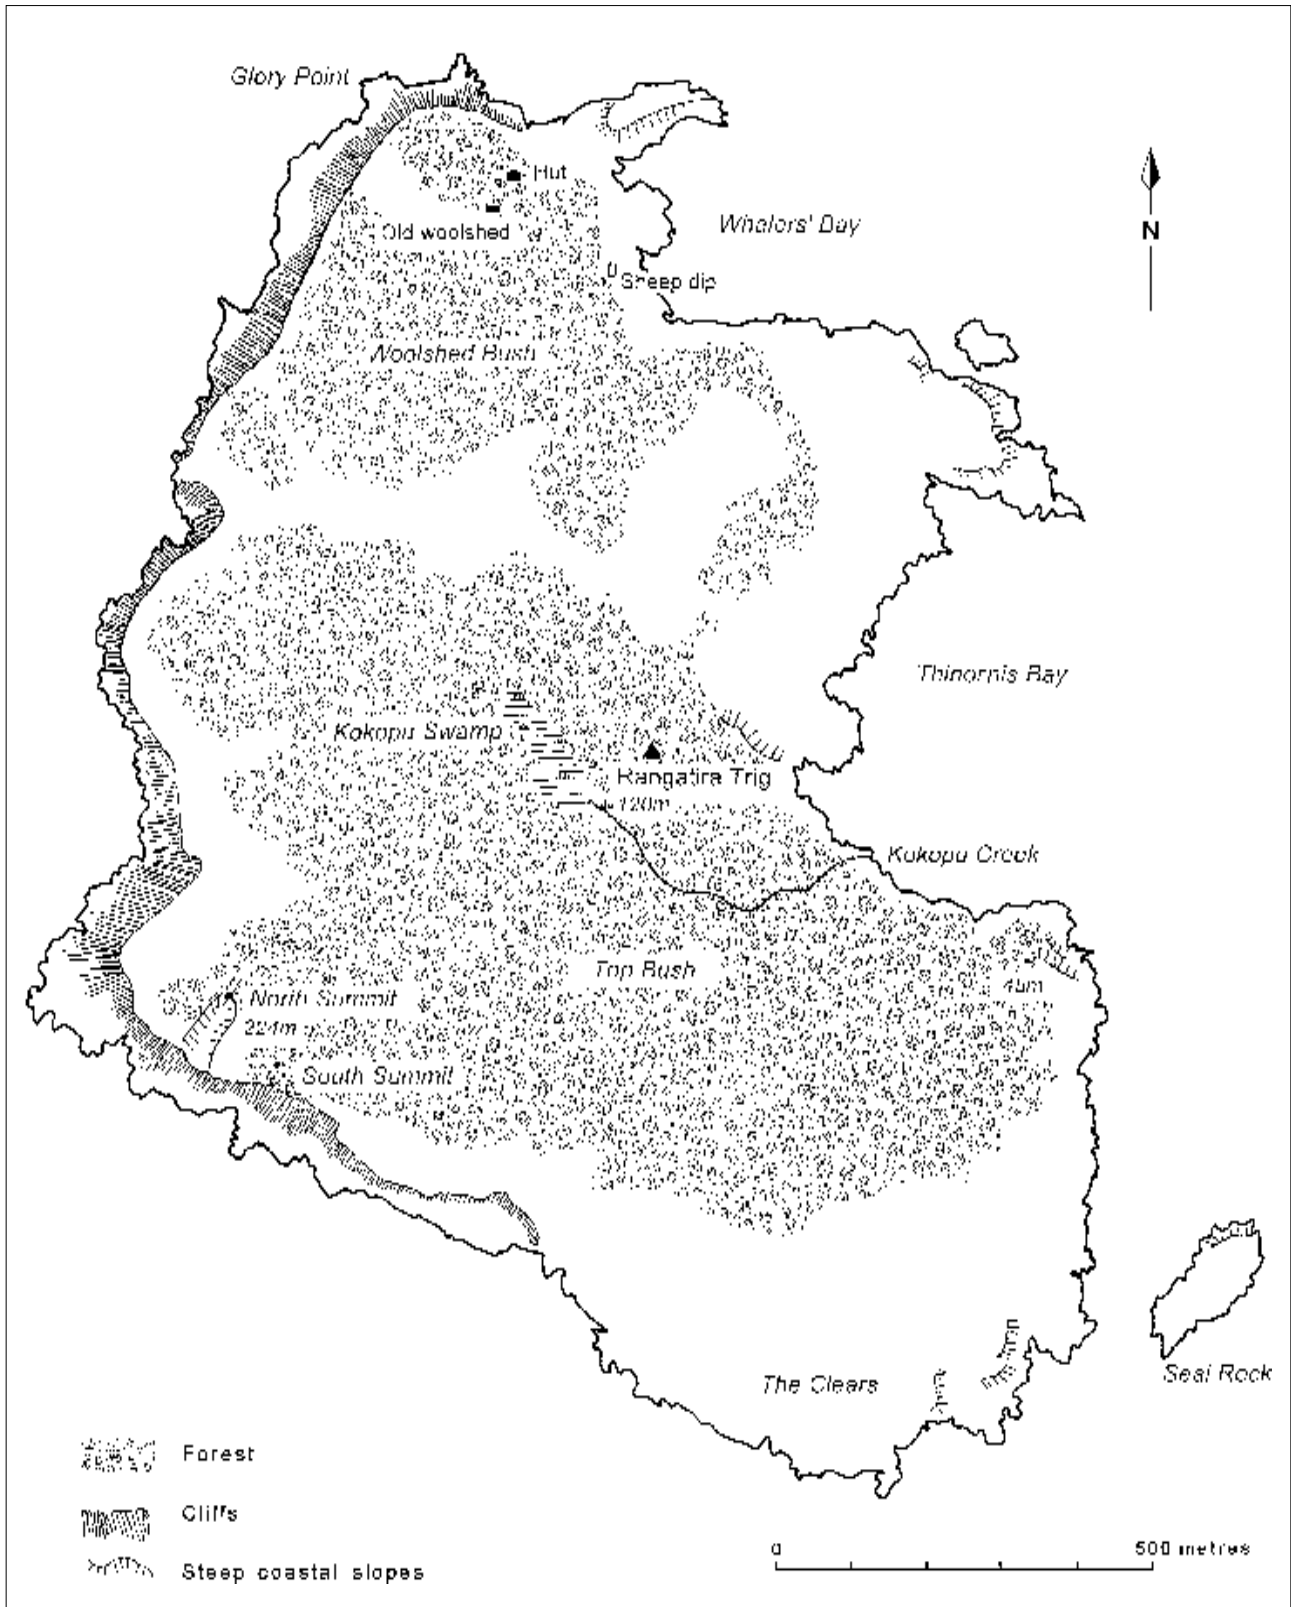 Glory Point
Hut
Old woolshed
Whalers' Bay
N
Sheep dip
Woolshed Bush
Thinornis Bay
Kokopu Swamp
Rangatira Trig
120m
Kokopu Creek
Top Bush
48m
North Summit
224m
South Summit
The Clears
Seal Rock
Forest
Cliffs
Steep coastal slopes
0 500 metres